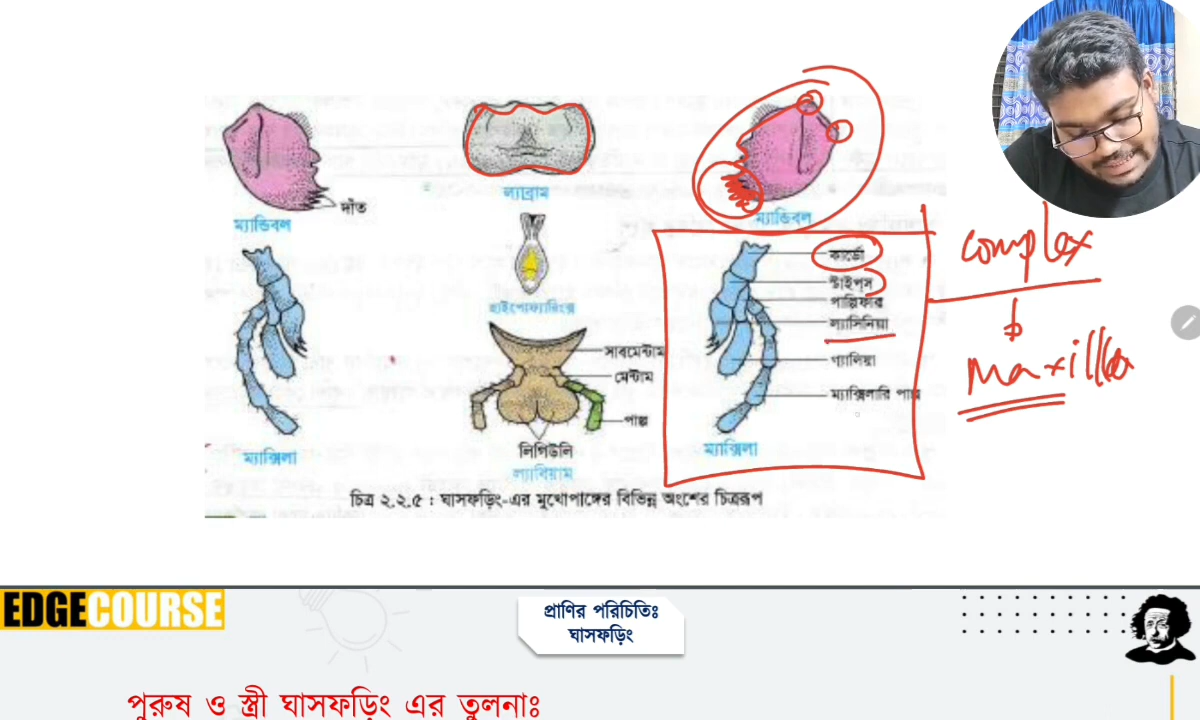 দাঁত
ম্যান্ডিবল
ল্যাব্রাম
ম্যান্ডিবল
complex
maxilla
কার্ডো
স্টাইপস
পাল্পিফার
ল্যাসিনিয়া
গ্যালিয়া
ম্যাক্সিলারি পাল্প
হাইপোফ্যারিংক্স
সাবমেন্টাম
মেন্টাম
পাল্প
লিগিউলি
ল্যাবিয়াম
ম্যাক্সিলা
ম্যাক্সিলা
চিত্র ২.২.৫ : ঘাসফড়িং-এর মুখোপাঙ্গের বিভিন্ন অংশের চিত্ররূপ
EDGECOURSE
প্রাণির পরিচিতিঃ
ঘাসফড়িং
পুরুষ ও স্ত্রী ঘাসফড়িং এর তুলনাঃ